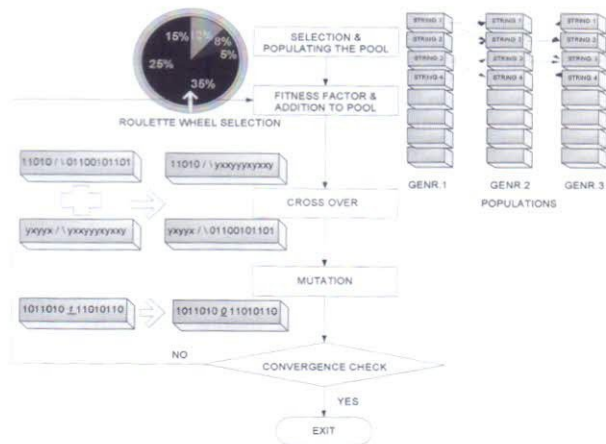 15%
12%
8%
5%
25%
35%
ROULETTE WHEEL SELECTION
SELECTION &
POPULATING THE POOL
FITNESS FACTOR &
ADDITION TO POOL
CROSS OVER
MUTATION
CONVERGENCE CHECK
NO
YES
EXIT
11010 / \ 01100101101
11010 / \ yxxyyyxyxxy
yxyyx / \ yxxyyyxyxxy
yxyyx / \ 01100101101
1011010 1 11010110
1011010 0 11010110
STRING 1
STRING 2
STRING 3
STRING 4
STRING 1
STRING 2
STRING 3
STRING 4
STRING 1
STRING 2
STRING 3
STRING 4
GENR.1
GENR 2
GENR.3
POPULATIONS